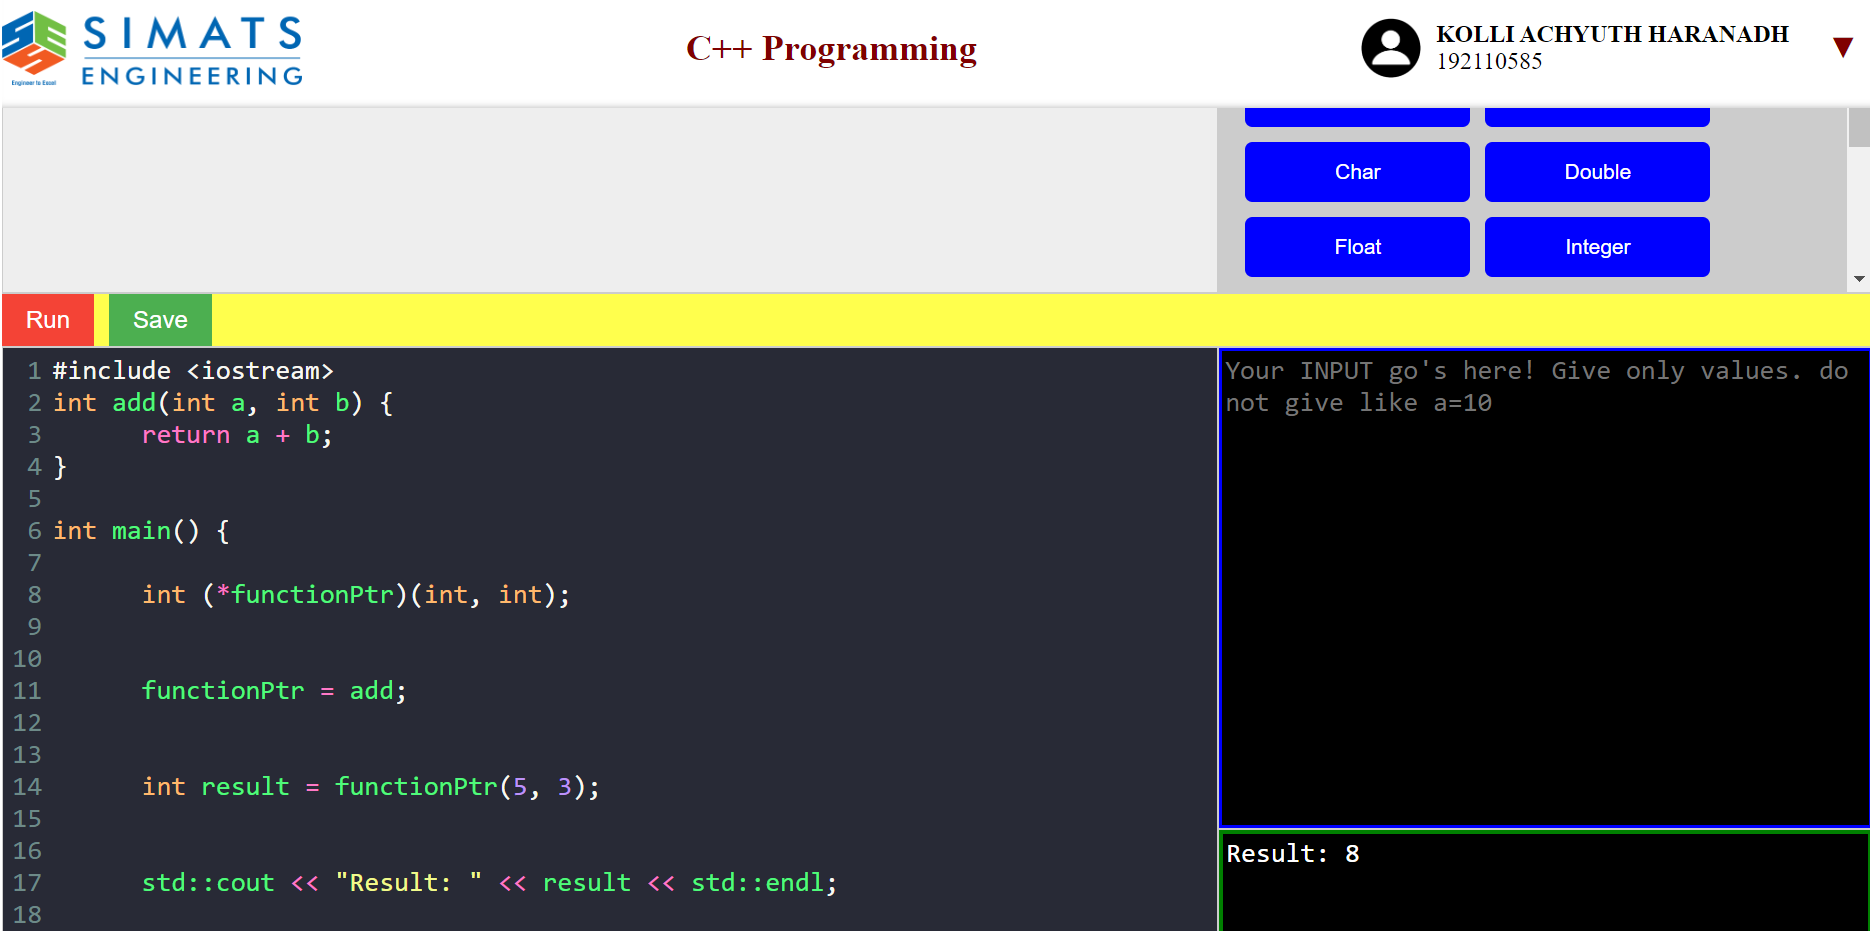 SIMATS
ENGINEERING
Engineer to Excel
C++ Programming
KOLLI ACHYUTH HARANADH
192110585
Char
Double
Float
Integer
Run
Save
1 #include <iostream>
2 int add(int a, int b) {
3 return a + b;
4 }
5
6 int main() {
7
8 int (*functionPtr)(int, int);
9
10
11 functionPtr = add;
12
13
14 int result = functionPtr(5, 3);
15
16
17 std::cout << "Result: " << result << std::endl;
18
Your INPUT go's here! Give only values. do
not give like a=10
Result: 8